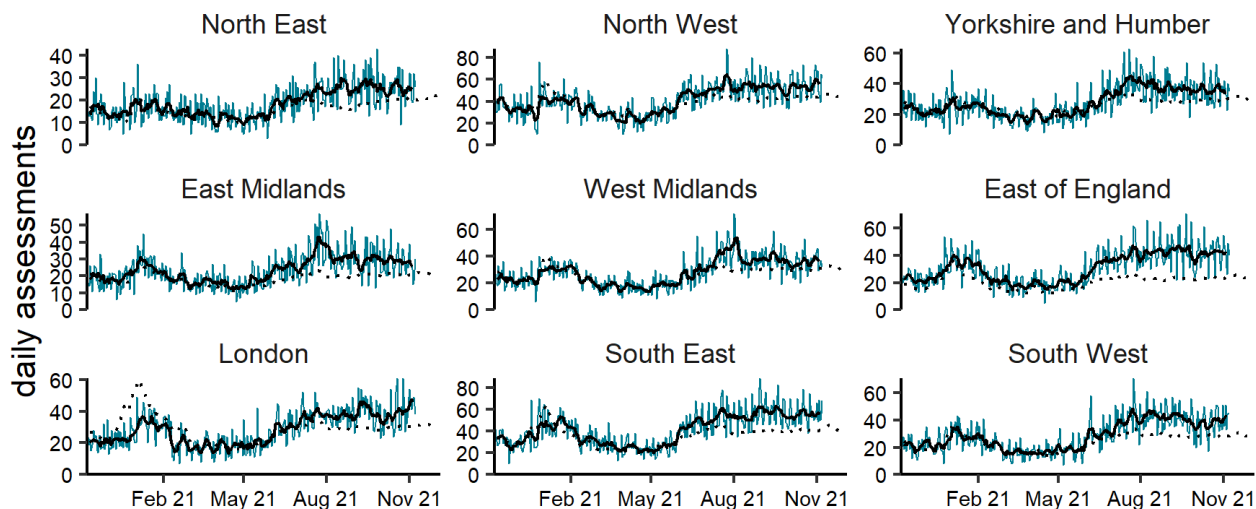 North East North West Yorkshire and Humber
40 80 60
30 60 40
20 40 20
10 20 0
0 0
East Midlands West Midlands East of England
50 60 60
40 40 40
30 20 20
20 0 0
10
0
London South East South West
60 80 60
40 60 40
20 40 20
0 20 0
0
Feb 21 May 21 Aug 21 Nov 21 Feb 21 May 21 Aug 21 Nov 21 Feb 21 May 21 Aug 21 Nov 21
daily assessments